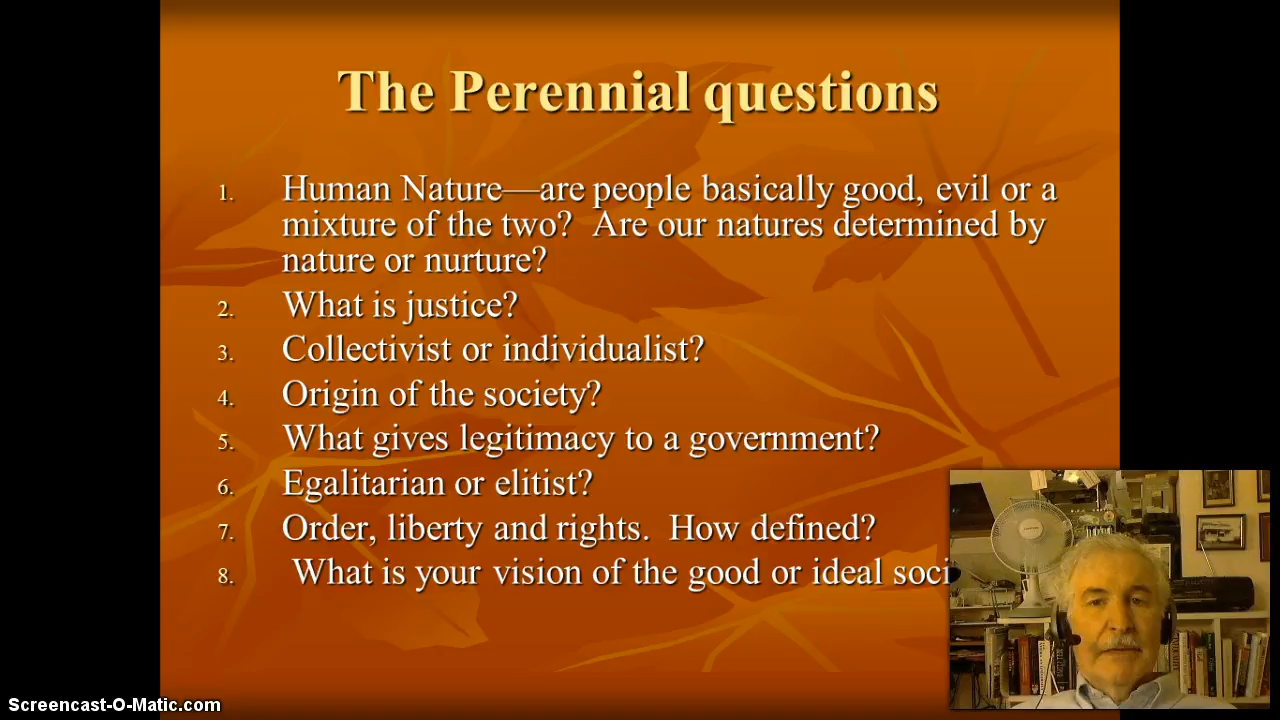 The Perennial questions
1. Human Nature—are people basically good, evil or a
mixture of the two? Are our natures determined by
nature or nurture?
2. What is justice?
3. Collectivist or individualist?
4. Origin of the society?
5. What gives legitimacy to a government?
6. Egalitarian or elitist?
7. Order, liberty and rights. How defined?
8. What is your vision of the good or ideal soci
Screencast-O-Matic.com